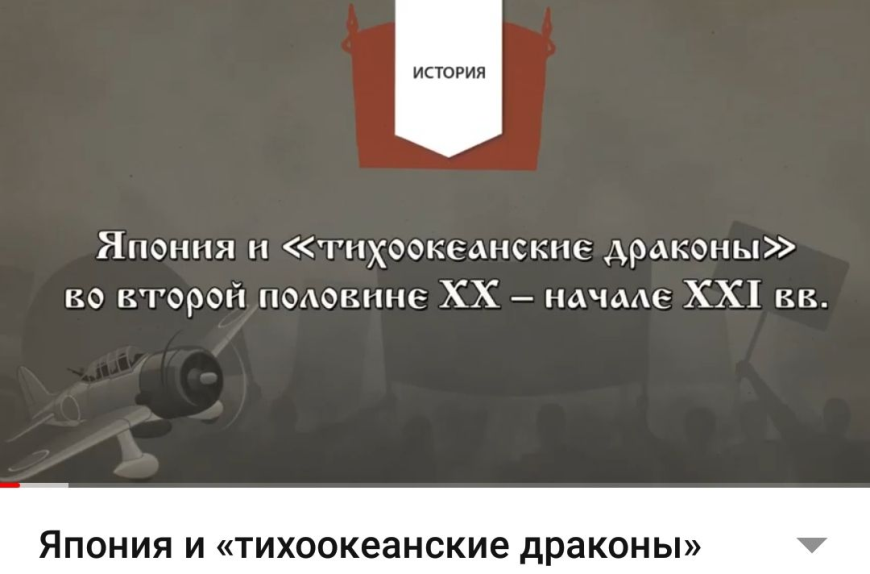 ИСТОРИЯ
Япония и «тихоокеанские драконы»
во второй половине XX – начале XXI вв.
Япония и «тихоокеанские драконы»